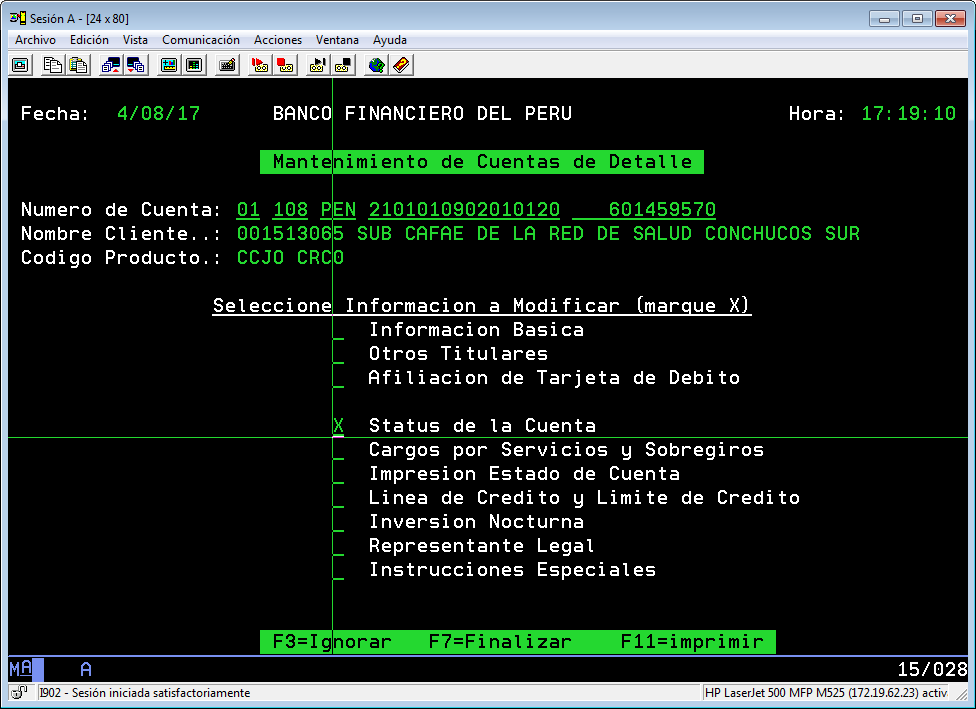 Sesión A - [24 x 80]
Archivo Edición Vista Comunicación Acciones Ventana Ayuda
Fecha: 4/08/17 BANCO FINANCIERO DEL PERU Hora: 17:19:10
Mantenimiento de Cuentas de Detalle
Numero de Cuenta: 01 108 PEN 2101010902010120 601459570
Nombre Cliente..: 001513065 SUB CAFAE DE LA RED DE SALUD CONCHUCOS SUR
Codigo Producto.: CCJO CRC0
Seleccione Informacion a Modificar (marque X)
_ Informacion Basica
_ Otros Titulares
_ Afiliacion de Tarjeta de Debito
X Status de la Cuenta
_ Cargos por Servicios y Sobregiros
_ Impresion Estado de Cuenta
_ Linea de Credito y Limite de Credito
_ Inversion Nocturna
_ Representante Legal
_ Instrucciones Especiales
F3=Ignorar F7=Finalizar F11=imprimir
MA A 15/028
I902 - Sesión iniciada satisfactoriamente HP LaserJet 500 MFP M525 (172.19.62.23) activ